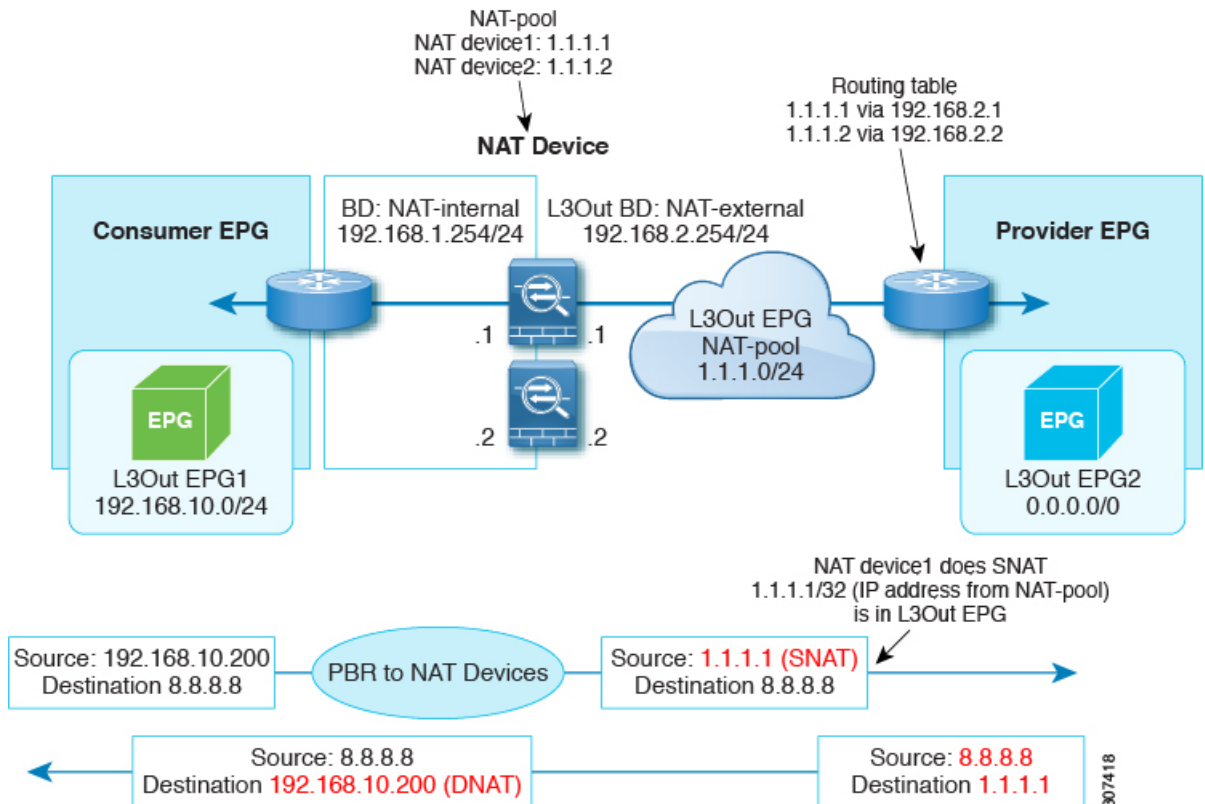 NAT-pool
NAT device1: 1.1.1.1
NAT device2: 1.1.1.2
Routing table
1.1.1.1 via 192.168.2.1
1.1.1.2 via 192.168.2.2
NAT Device
Consumer EPG
BD: NAT-internal
192.168.1.254/24
L3Out BD: NAT-external
192.168.2.254/24
Provider EPG
.1
.1
L3Out EPG
NAT-pool
1.1.1.0/24
.2
.2
EPG
L3Out EPG1
192.168.10.0/24
EPG
L3Out EPG2
0.0.0.0/0
NAT device1 does SNAT
1.1.1.1/32 (IP address from NAT-pool)
is in L3Out EPG
Source: 192.168.10.200
Destination 8.8.8.8
PBR to NAT Devices
Source: 1.1.1.1 (SNAT)
Destination 8.8.8.8
Source: 8.8.8.8
Destination 192.168.10.200 (DNAT)
Source: 8.8.8.8
Destination 1.1.1.1